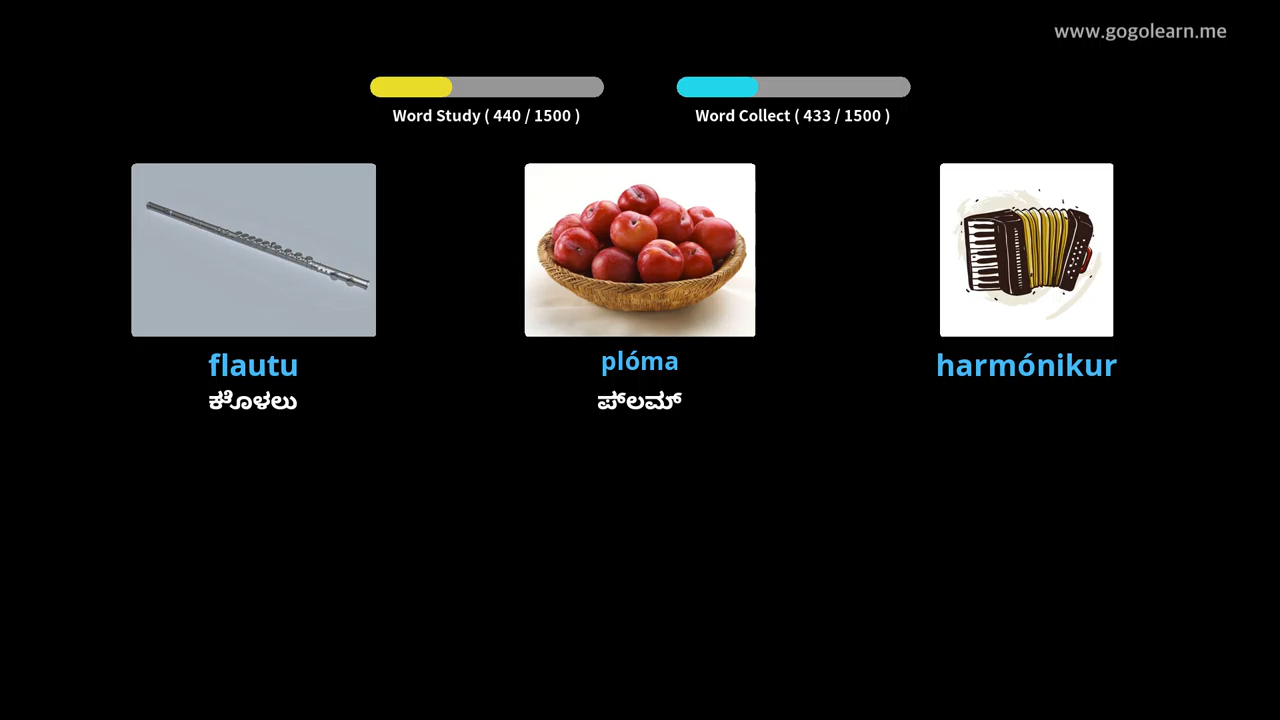 www.gogolearn.me
Word Study ( 440 / 1500 )
Word Collect ( 433 / 1500 )
flautu
plóma
harmónikur
ಕೊಳಲು
ಪ್ಲಮ್